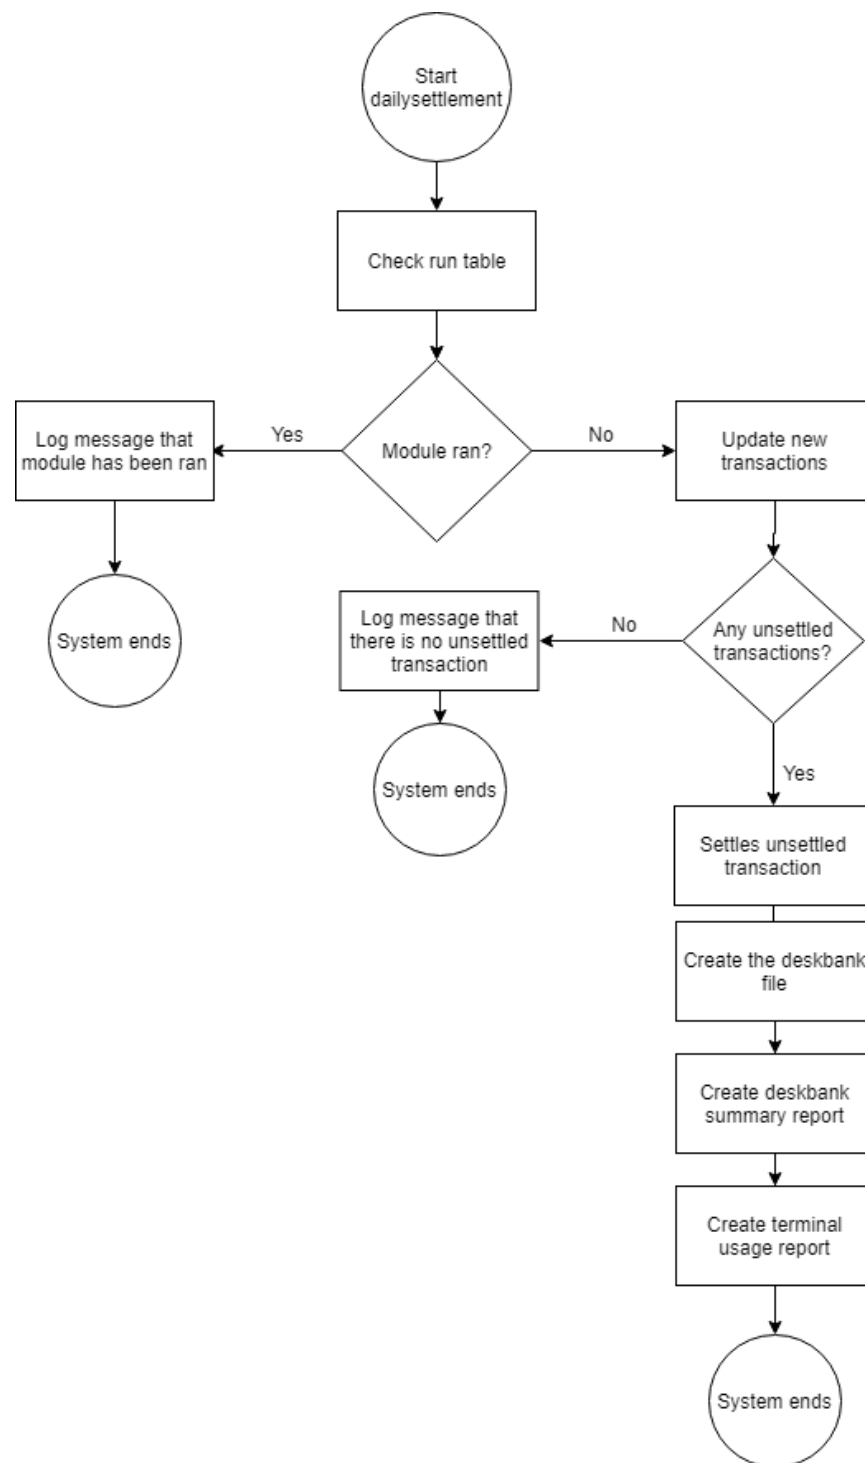 Start
dailysettlement
Check run table
Module ran?
Yes
No
Log message that
module has been ran
Update new
transactions
System ends
Any unsettled
transactions?
No
Log message that
there is no unsettled
transaction
System ends
Yes
Settles unsettled
transaction
Create the deskbank
file
Create deskbank
summary report
Create terminal
usage report
System ends